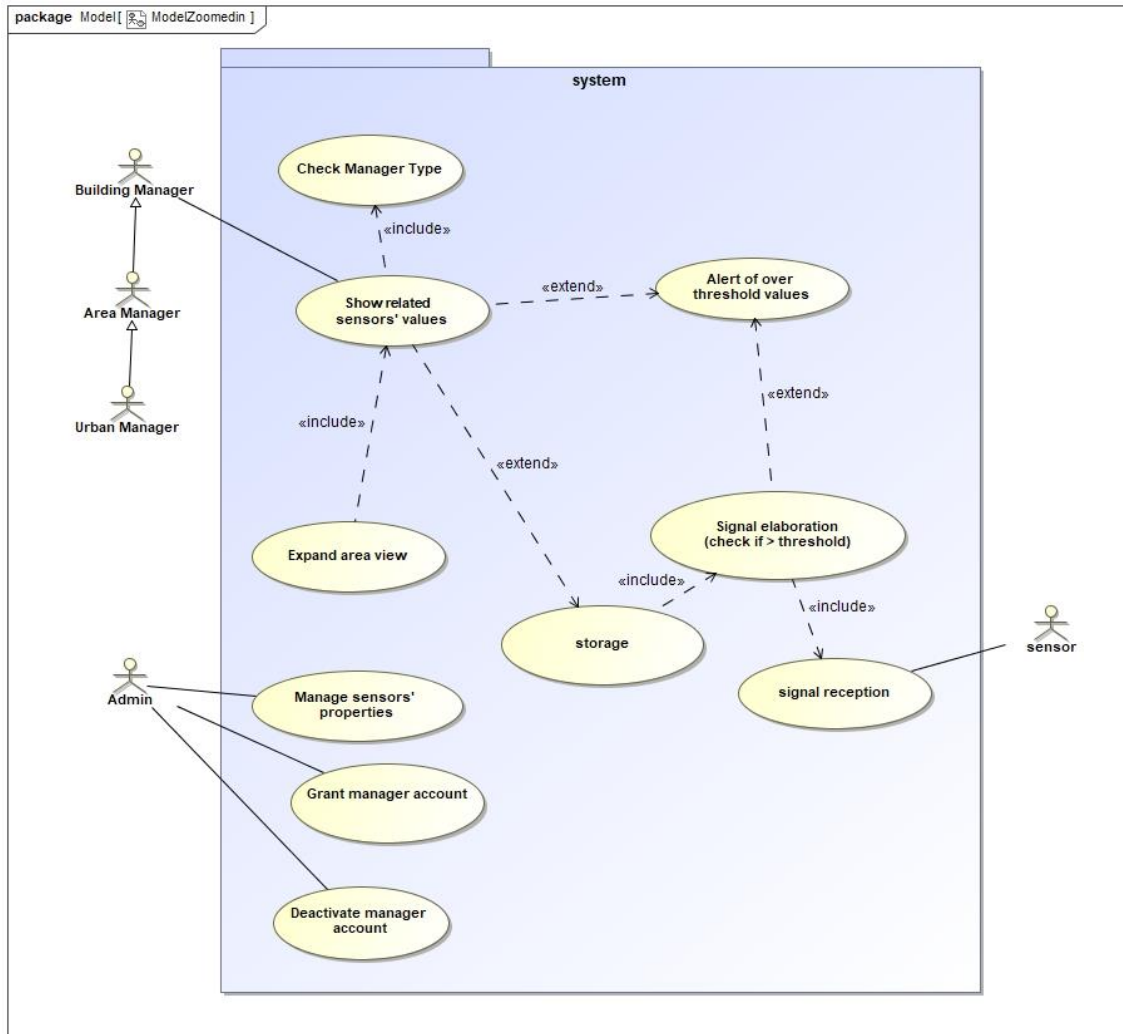 package Model[ ModelZoomedin ]
system
Check Manager Type
Building Manager
«include»
Alert of over
threshold values
«extend»
Show related
sensors' values
Area Manager
«extend»
«include»
Urban Manager
«extend»
Signal elaboration
(check if > threshold)
Expand area view
«include»
«include»
storage
sensor
signal reception
Admin
Manage sensors'
properties
Grant manager account
Deactivate manager
account